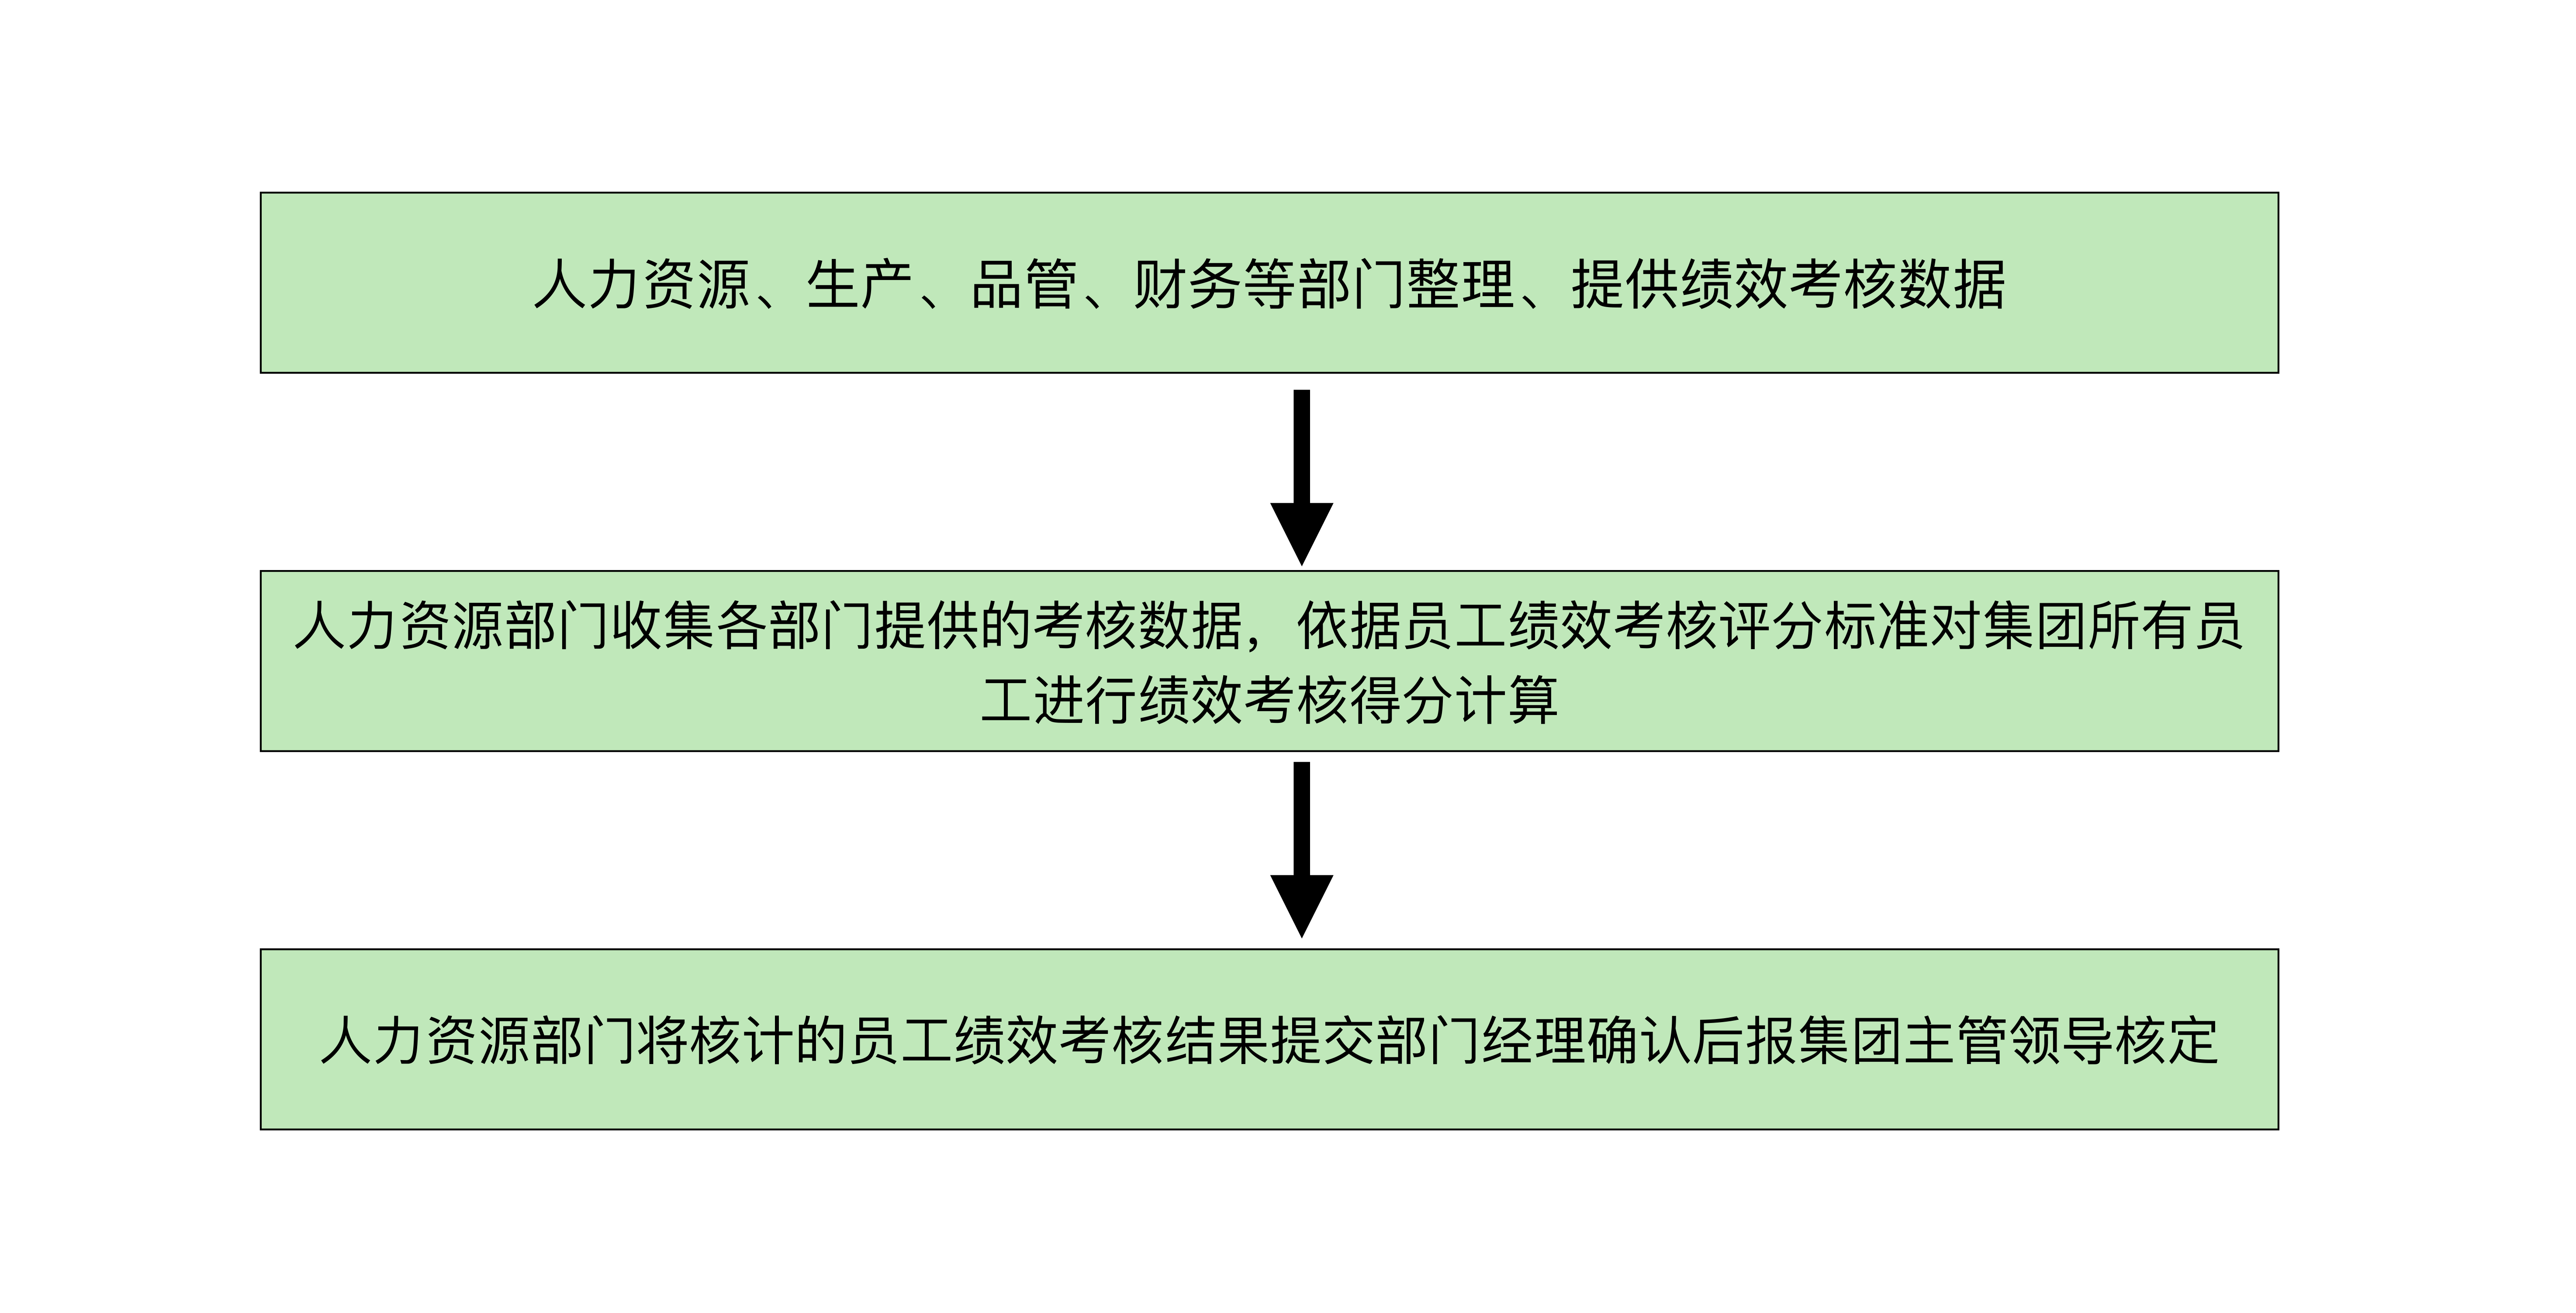 人力资源、生产、品管、财务等部门整理、提供绩效考核数据
人力资源部门收集各部门提供的考核数据，依据员工绩效考核评分标准对集团所有员
工进行绩效考核得分计算
人力资源部门将核计的员工绩效考核结果提交部门经理确认后报集团主管领导核定